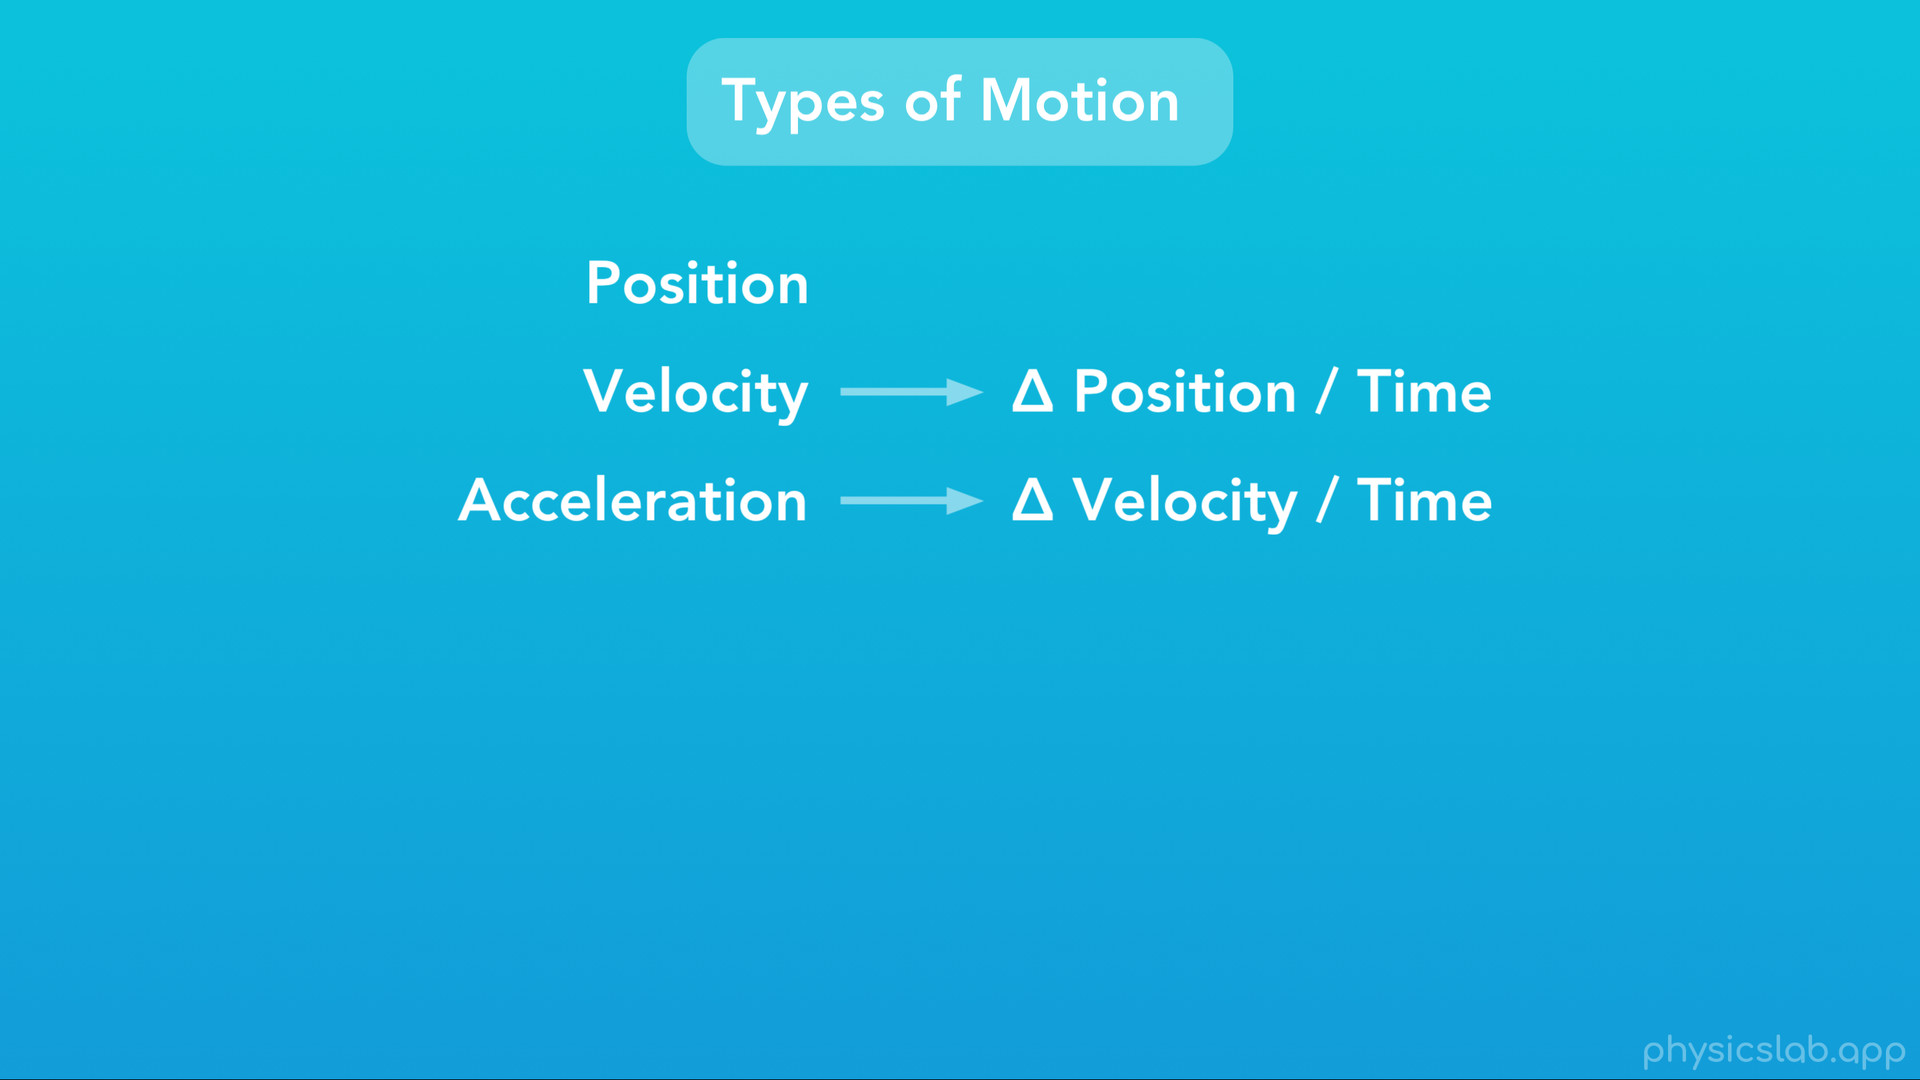 Types of Motion
Position
Velocity → Δ Position / Time
Acceleration → Δ Velocity / Time
physicslab.app